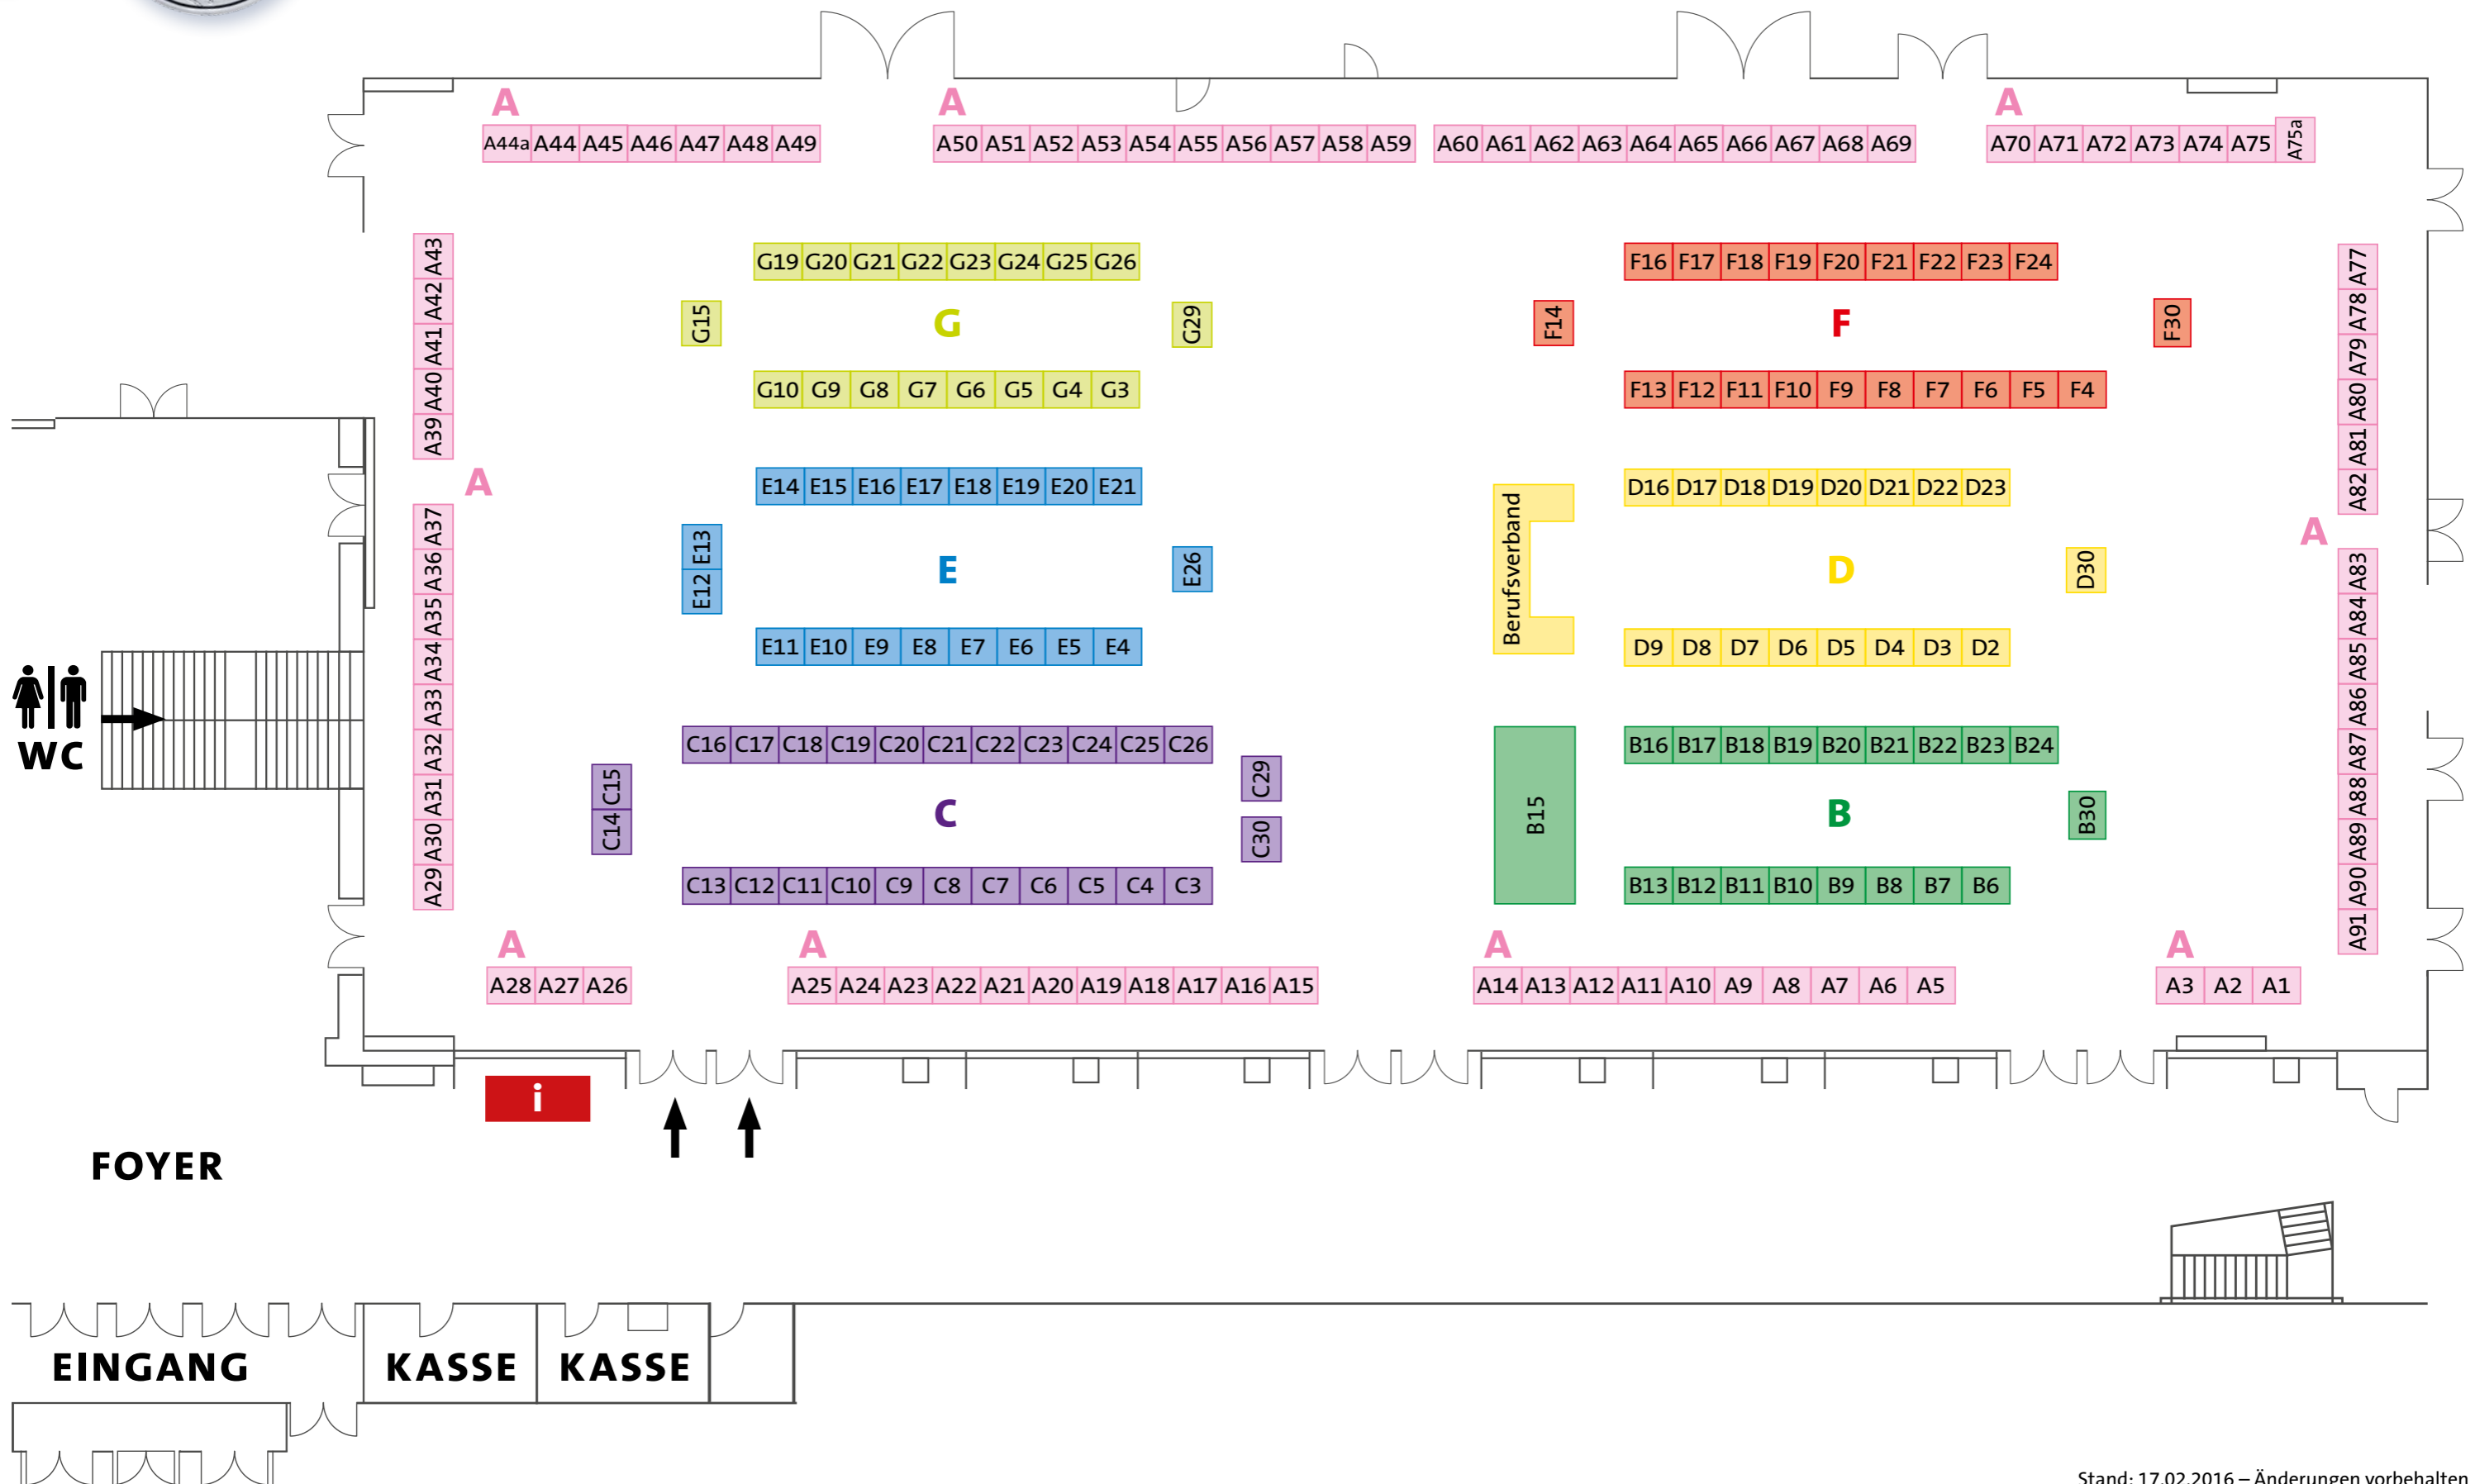 A A A
A44a A44 A45 A46 A47 A48 A49 A50 A51 A52 A53 A54 A55 A56 A57 A58 A59 A60 A61 A62 A63 A64 A65 A66 A67 A68 A69 A70 A71 A72 A73 A74 A75 A75a
A43 A42 A41 A40 A39
A
A37 A36 A35 A34 A33 A32 A31 A30 A29
G19 G20 G21 G22 G23 G24 G25 G26
G15 G G29
G10 G9 G8 G7 G6 G5 G4 G3
F16 F17 F18 F19 F20 F21 F22 F23 F24
F14 F F30
F13 F12 F11 F10 F9 F8 F7 F6 F5 F4
A77 A78 A79 A80 A81 A82
A
A83 A84 A85 A86 A87 A88 A89 A90 A91
E14 E15 E16 E17 E18 E19 E20 E21
E13 E12 E E26
E11 E10 E9 E8 E7 E6 E5 E4
D16 D17 D18 D19 D20 D21 D22 D23
Berufsverband D D30
D9 D8 D7 D6 D5 D4 D3 D2
WC
C16 C17 C18 C19 C20 C21 C22 C23 C24 C25 C26
C15 C14 C C29 C30
C13 C12 C11 C10 C9 C8 C7 C6 C5 C4 C3
B16 B17 B18 B19 B20 B21 B22 B23 B24
B15 B B30
B13 B12 B11 B10 B9 B8 B7 B6
A A A A
A28 A27 A26 A25 A24 A23 A22 A21 A20 A19 A18 A17 A16 A15 A14 A13 A12 A11 A10 A9 A8 A7 A6 A5 A3 A2 A1
i
FOYER
EINGANG KASSE KASSE
Stand: 17.02.2016 – Änderungen vorbehalten